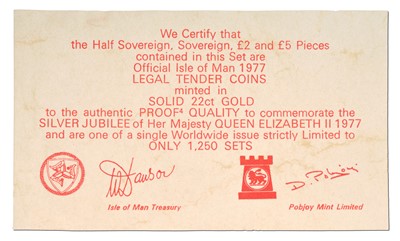 We Certify that
the Half Sovereign, Sovereign, £2 and £5 Pieces
contained in this Set are
Official Isle of Man 1977
LEGAL TENDER COINS
minted in
SOLID 22ct GOLD
to the authentic PROOF⁴ QUALITY to commemorate the
SILVER JUBILEE of Her Majesty QUEEN ELIZABETH II 1977
and are one of a single Worldwide issue strictly Limited to
ONLY 1,250 SETS
D. Pobjoy
Isle of Man Treasury
Pobjoy Mint Limited